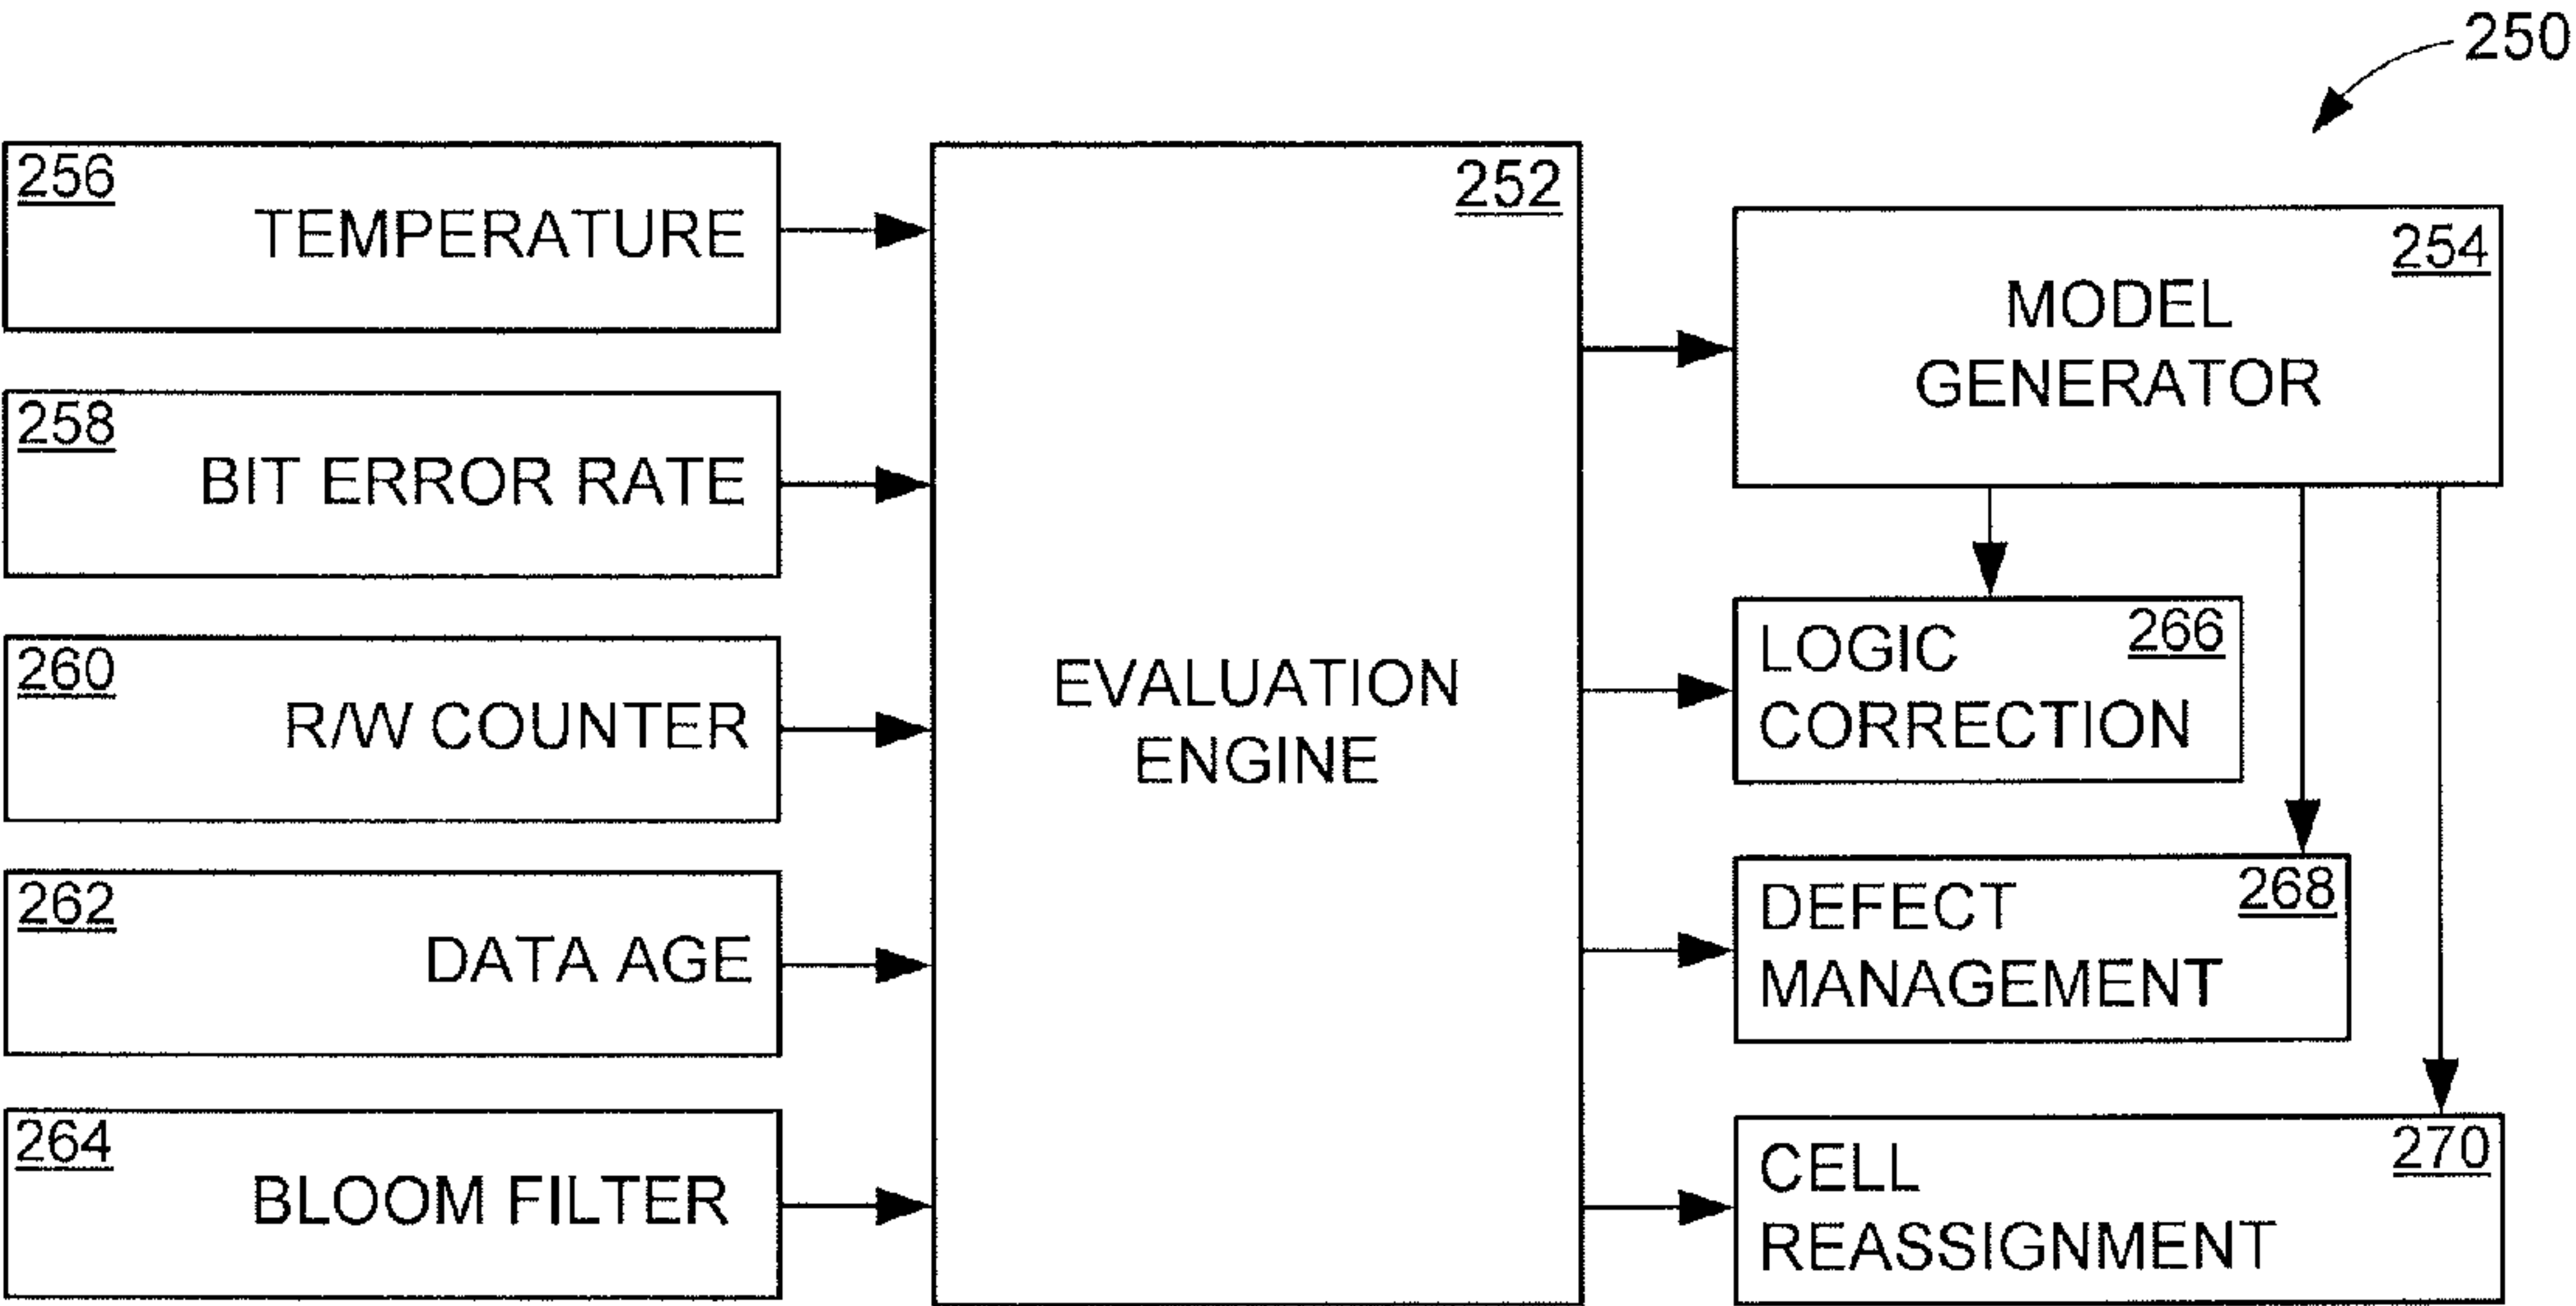 250
256
TEMPERATURE
258
BIT ERROR RATE
260
R/W COUNTER
262
DATA AGE
264
BLOOM FILTER
252
EVALUATION
ENGINE
254
MODEL
GENERATOR
266
LOGIC
CORRECTION
268
DEFECT
MANAGEMENT
270
CELL
REASSIGNMENT